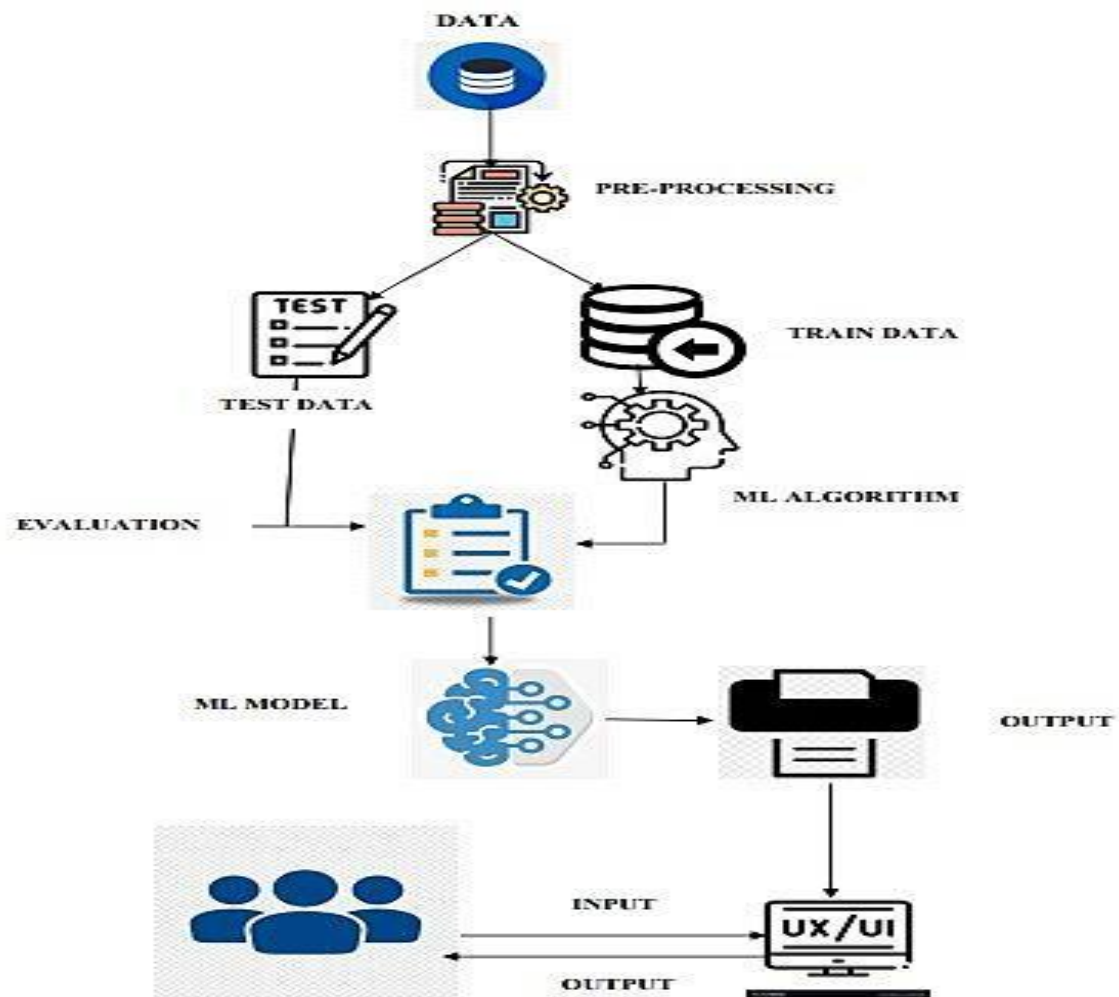 DATA
PRE-PROCESSING
TEST
TRAIN DATA
TEST DATA
ML ALGORITHM
EVALUATION
ML MODEL
OUTPUT
INPUT
UX/UI
OUTPUT